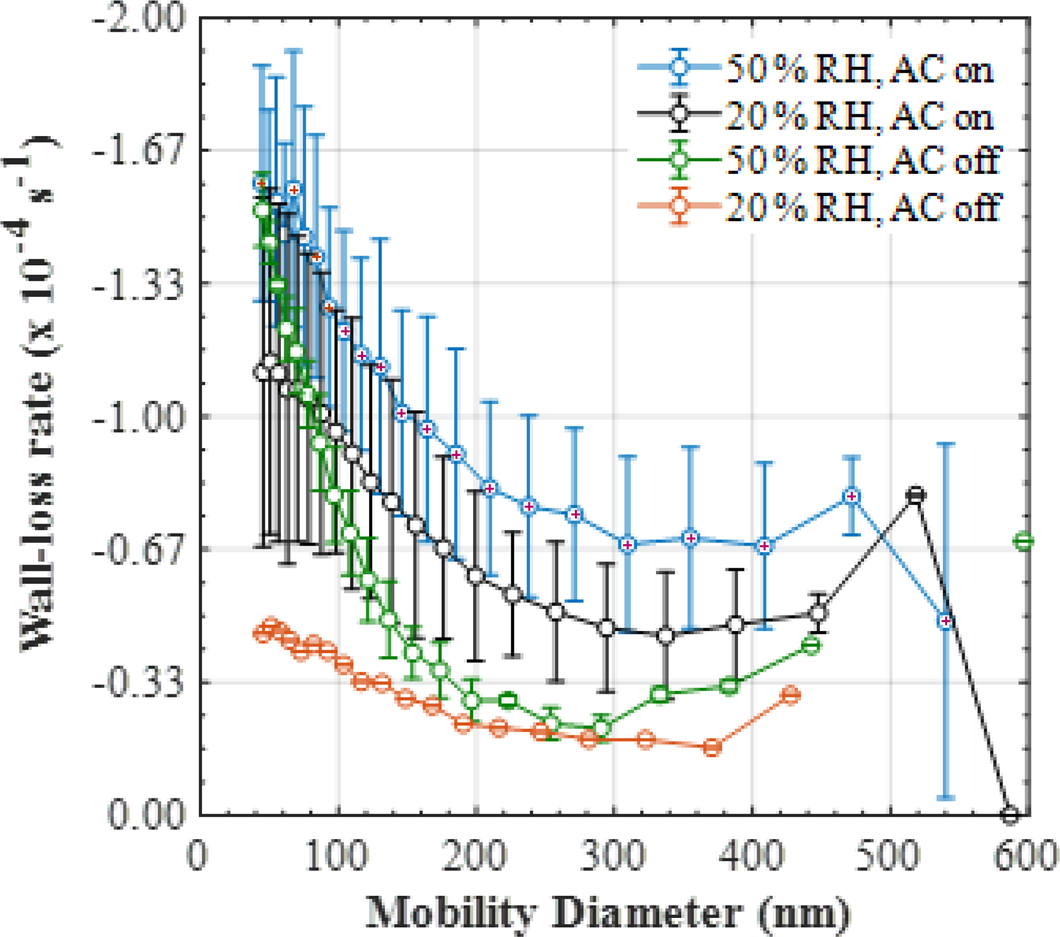 -2.00
-1.67
-1.33
-1.00
-0.67
-0.33
0.00
Wall-loss rate (x 10⁻⁴ s⁻¹)
50% RH, AC on
20% RH, AC on
50% RH, AC off
20% RH, AC off
0 100 200 300 400 500 600
Mobility Diameter (nm)